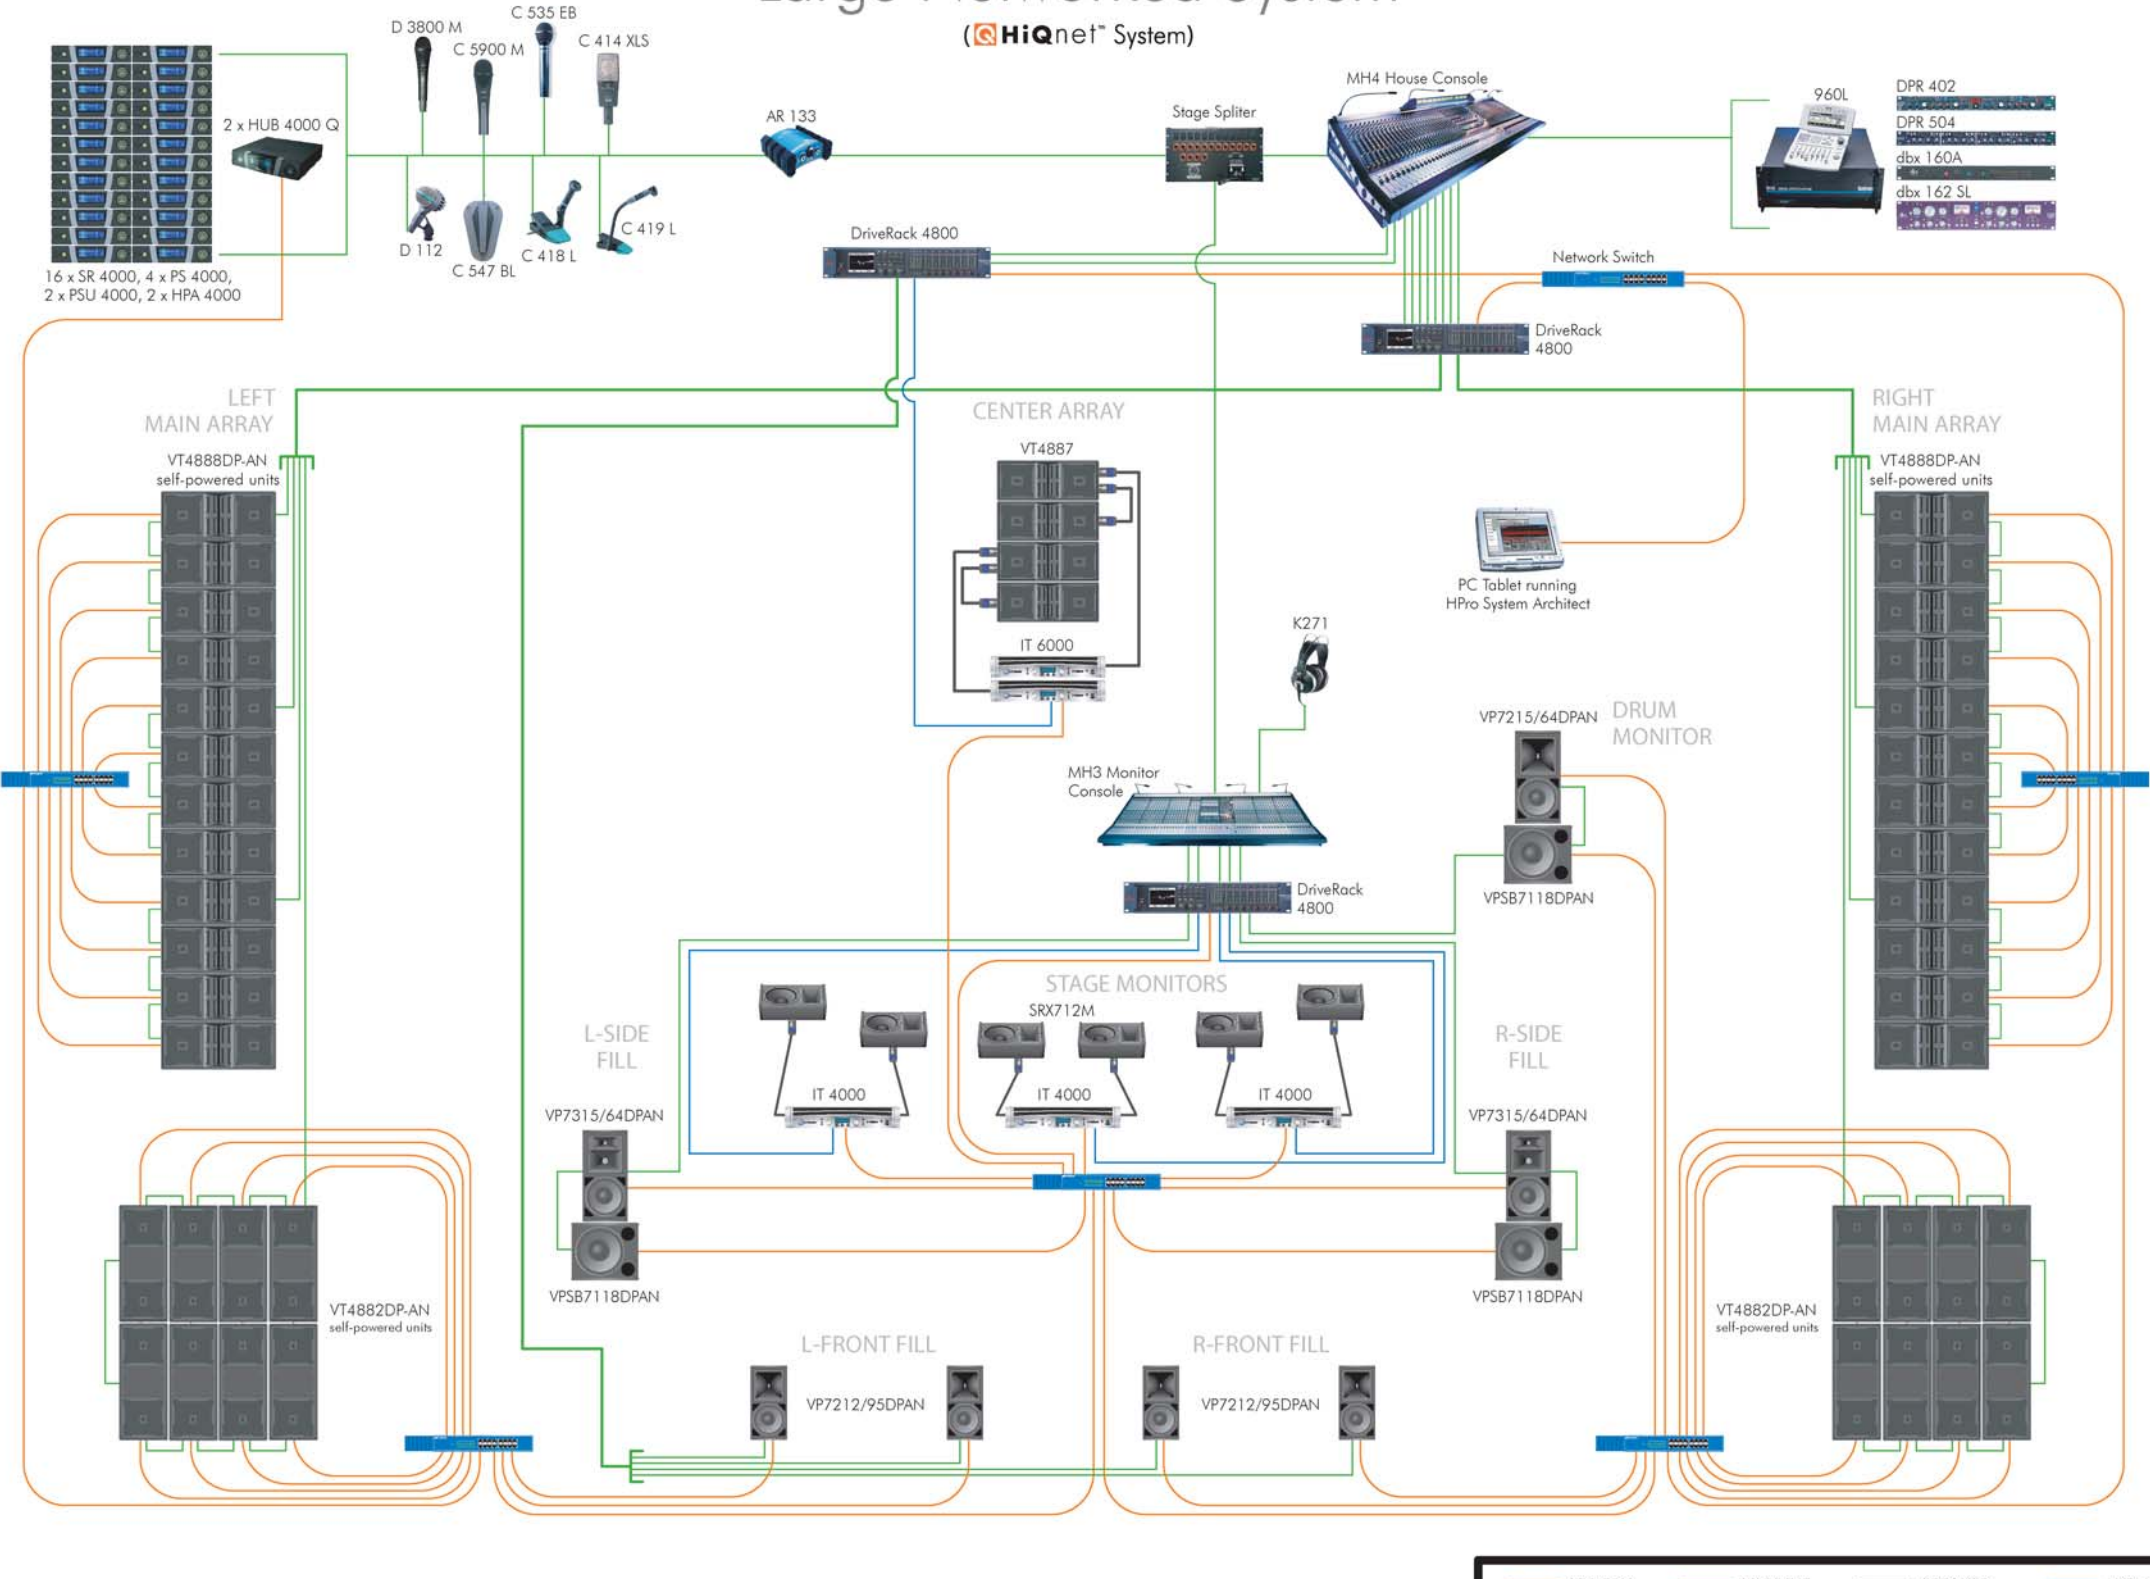 (HiQnet™ System)
D 3800 M
C 5900 M
C 535 EB
C 414 XLS
2 x HUB 4000 Q
AR 133
Stage Spliter
MH4 House Console
960L
DPR 402
DPR 504
dbx 160A
dbx 162 SL
D 112
C 547 BL
C 418 L
C 419 L
16 x SR 4000, 4 x PS 4000,
2 x PSU 4000, 2 x HPA 4000
DriveRack 4800
Network Switch
DriveRack
4800
LEFT
MAIN ARRAY
VT4888DP-AN
self-powered units
CENTER ARRAY
VT4887
IT 6000
RIGHT
MAIN ARRAY
VT4888DP-AN
self-powered units
PC Tablet running
HPro System Architect
K271
MH3 Monitor
Console
DriveRack
4800
VP7215/64DPAN
DRUM
MONITOR
VPSB7118DPAN
STAGE MONITORS
SRX712M
IT 4000
IT 4000
IT 4000
L-SIDE
FILL
VP7315/64DPAN
VPSB7118DPAN
R-SIDE
FILL
VP7315/64DPAN
VPSB7118DPAN
VT4882DP-AN
self-powered units
VT4882DP-AN
self-powered units
L-FRONT FILL
VP7212/95DPAN
R-FRONT FILL
VP7212/95DPAN